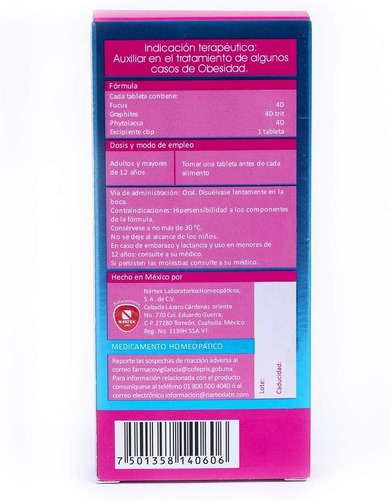 Indicación terapéutica:
Auxiliar en el tratamiento de algunos
casos de Obesidad.
Fórmula
Cada tableta contiene:
Fucus 4D
Graphites 4D trit
Phytolacca 4D
Excipiente cbp 1 tableta
Dosis y modo de empleo
Adultos y mayores Tomar una tableta antes de cada
de 12 años alimento
Vía de administración: Oral. Disuélvase lentamente en la
boca.
Contraindicaciones: Hipersensibilidad a los componentes
de la fórmula.
Consérvese a no más de 30 °C.
No se deje al alcance de los niños.
En caso de embarazo y lactancia y uso en menores de
12 años: consulte a su médico.
Si persisten las molestias consulte a su médico.
Hecho en México por
Nártex Laboratorios Homeopáticos,
S.A. de C.V.
Calzada Lázaro Cárdenas oriente
No. 770 Col. Eduardo Guerra,
C.P. 27280 Torreón, Coahuila. México
Reg. No. 1139H SSA VI
NARTEX
MEDICAMENTO HOMEOPÁTICO
Reporte las sospechas de reacción adversa al
correo farmacovigilancia@cofepris.gob.mx
Para información relacionada con el producto
comuníquese al teléfono 01 800 500 4040 ó al
correo electrónico informacion@nartexlabs.com
Lote:
Caducidad:
7 501358 140606